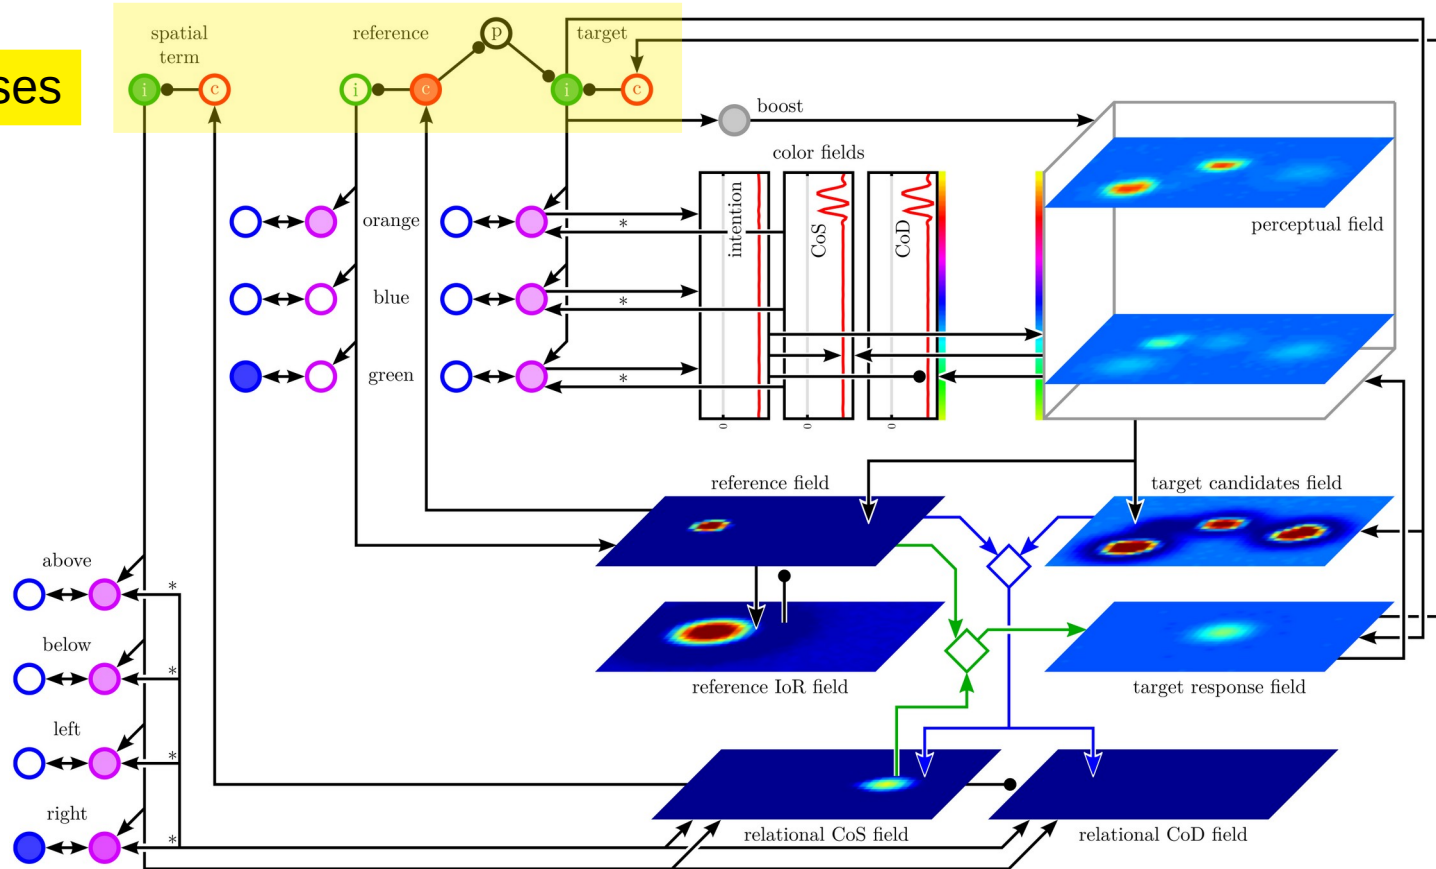 ses
spatial
term
reference
target
p
i
c
i
c
i
c
boost
color fields
intention
CoS
CoD
0
0
0
perceptual field
orange
*
blue
*
green
*
reference field
target candidates field
reference IoR field
target response field
above
*
below
*
left
*
right
*
relational CoS field
relational CoD field